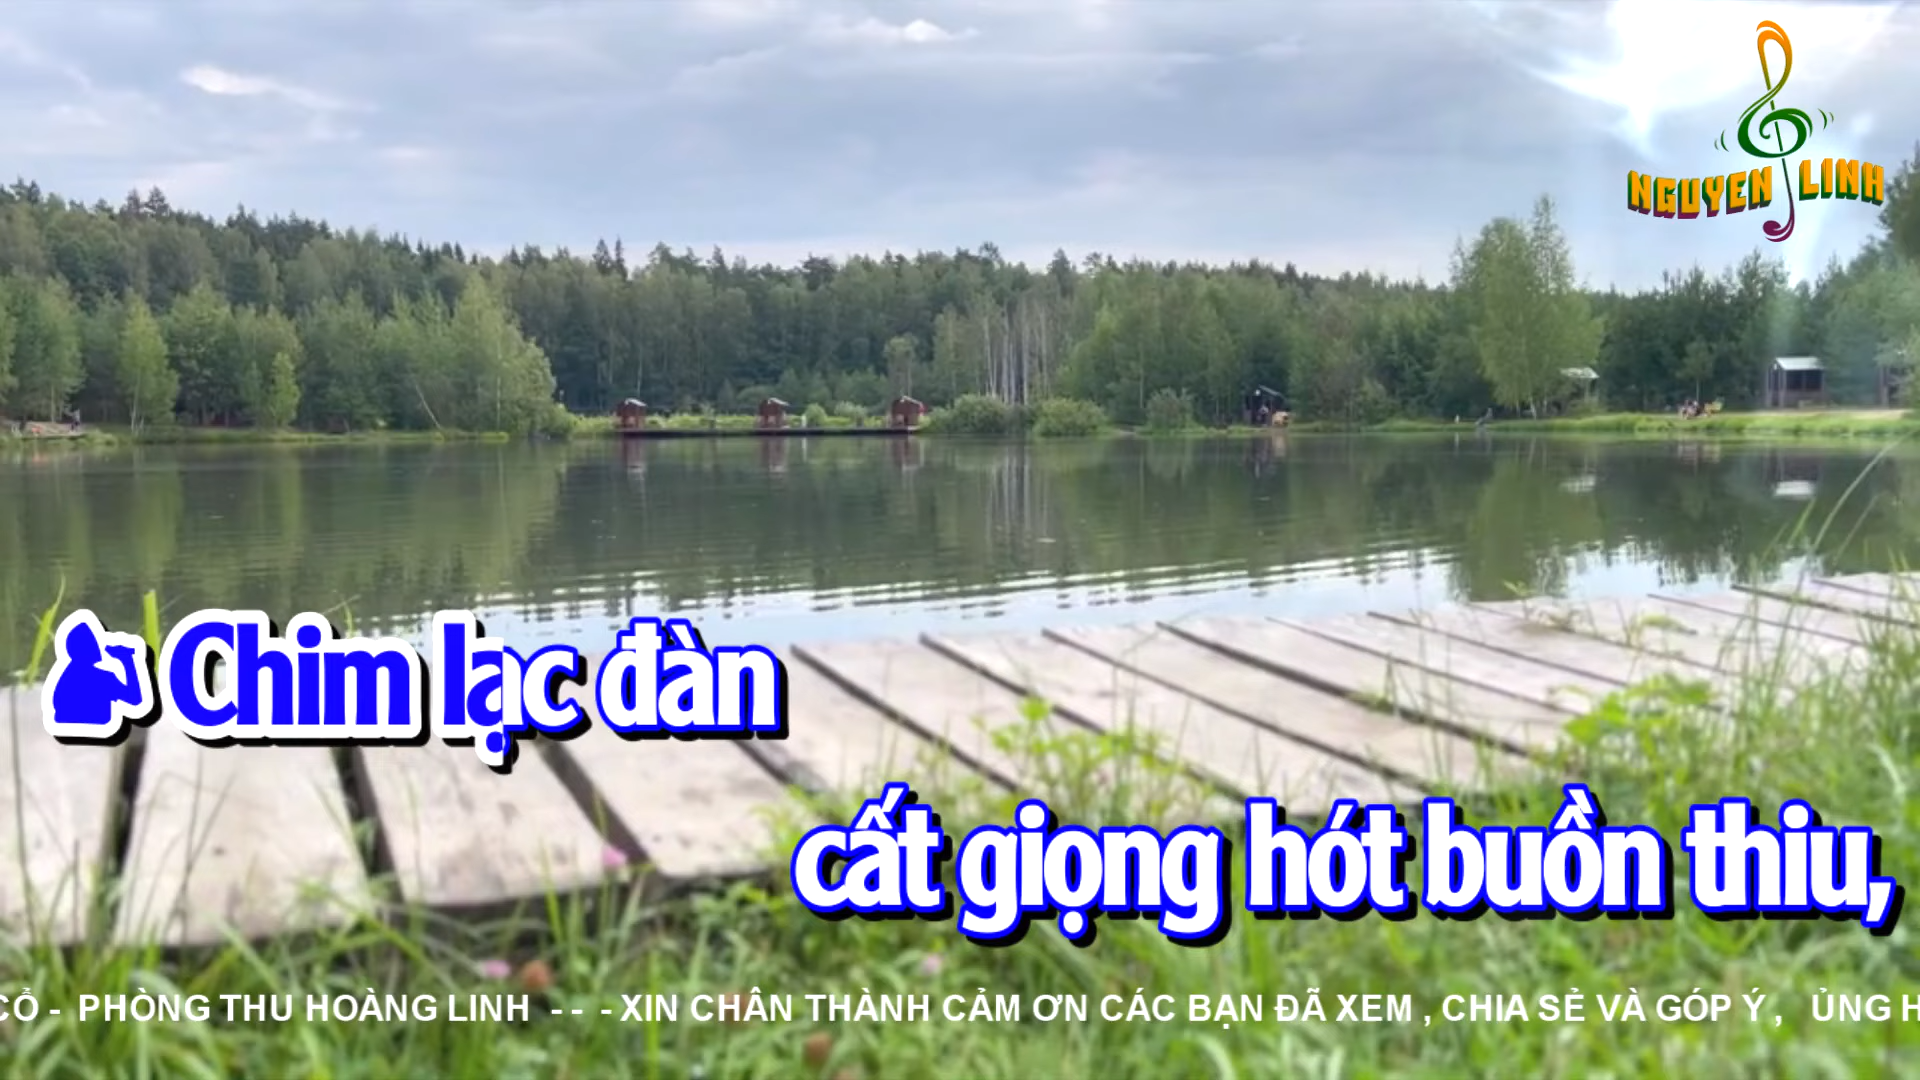 NGUYEN LINH
Chim lạc đàn
cất giọng hót buồn thiu,
CỔ - PHÒNG THU HOÀNG LINH - - - XIN CHÂN THÀNH CẢM ƠN CÁC BẠN ĐÃ XEM , CHIA SẺ VÀ GÓP Ý , ỦNG H